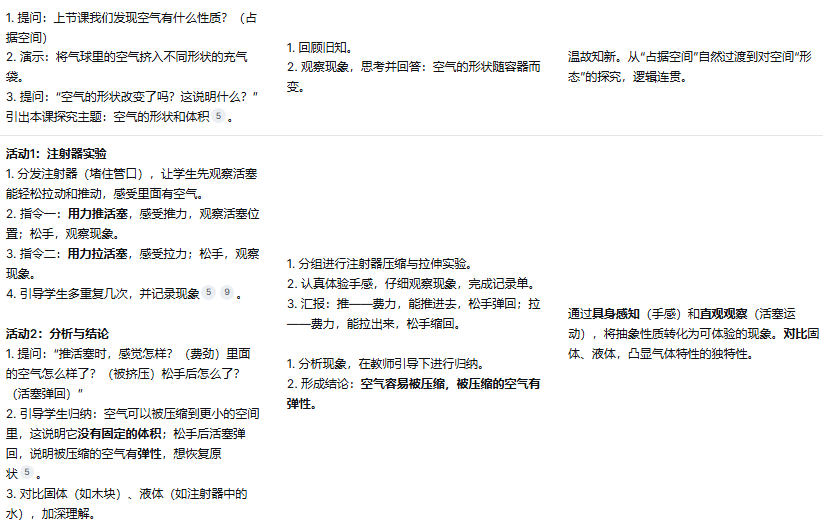 1. 提问：上节课我们发现空气有什么性质？（占
据空间）
2. 演示：将气球里的空气挤入不同形状的充气
袋。
3. 提问：“空气的形状改变了吗？这说明什么？”
引出本课探究主题：空气的形状和体积 5 。
1. 回顾旧知。
2. 观察现象，思考并回答：空气的形状随容器而
变。
温故知新。从“占据空间”自然过渡到对空间“形
态”的探究，逻辑连贯。
活动1：注射器实验
1. 分发注射器（堵住管口），让学生先观察活塞
能轻松拉动和推动，感受里面有空气。
2. 指令一：用力推活塞，感受推力，观察活塞位
置；松手，观察现象。
3. 指令二：用力拉活塞，感受拉力；松手，观察
现象。
4. 引导学生多重复几次，并记录现象 5 9 。
活动2：分析与结论
1. 提问：“推活塞时，感觉怎样？（费劲）里面
的空气怎么样了？（被挤压）松手后怎么了？
（活塞弹回）”
2. 引导学生归纳：空气可以被压缩到更小的空间
里，这说明它没有固定的体积；松手后活塞弹
回，说明被压缩的空气有弹性，想恢复原
状 5 。
3. 对比固体（如木块）、液体（如注射器中的
水），加深理解。
1. 分组进行注射器压缩与拉伸实验。
2. 认真体验手感，仔细观察现象，完成记录单。
3. 汇报：推——费力，能推进去，松手弹回；拉
——费力，能拉出来，松手缩回。
1. 分析现象，在教师引导下进行归纳。
2. 形成结论：空气容易被压缩，被压缩的空气有
弹性。
通过具身感知（手感）和直观观察（活塞运
动），将抽象性质转化为可体验的现象。对比固
体、液体，凸显气体特性的独特性。